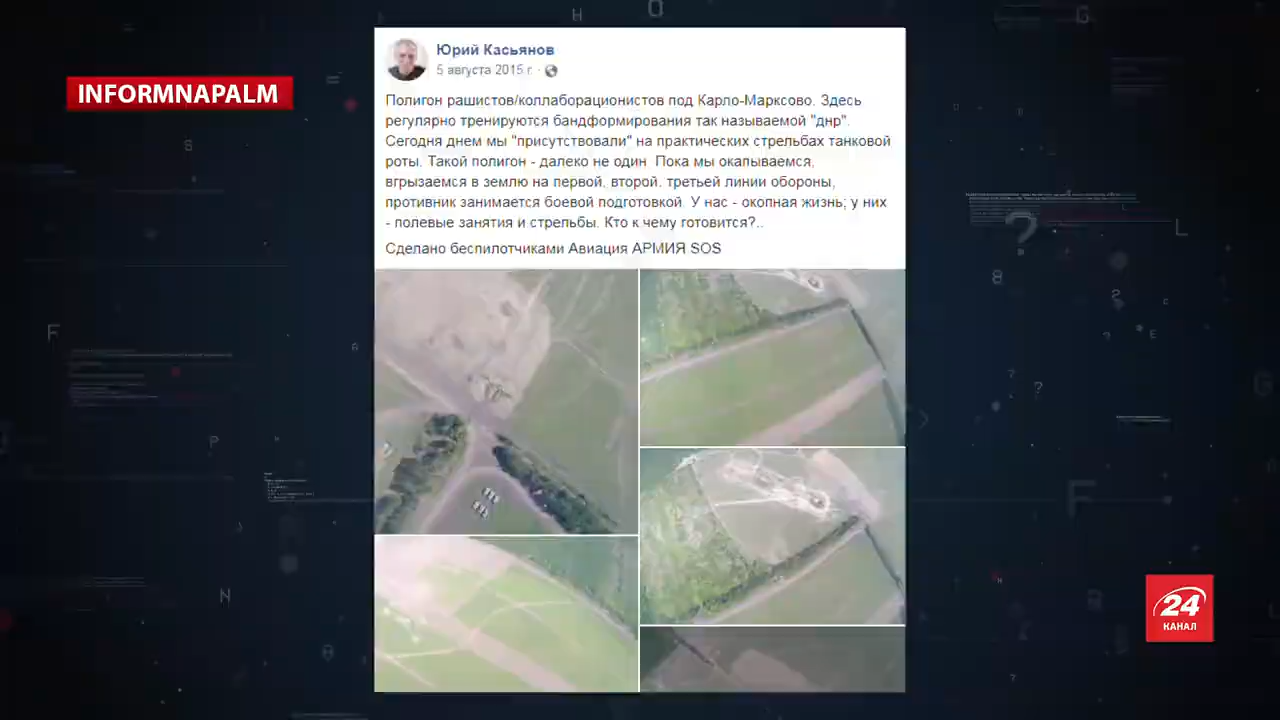 INFORMNAPALM
Юрий Касьянов
5 августа 2015 г. ·
Полигон рашистов/коллаборационистов под Карло-Марксово. Здесь
регулярно тренируются бандформирования так называемой "днр".
Сегодня днем мы "присутствовали" на практических стрельбах танковой
роты. Такой полигон - далеко не один. Пока мы окапываемся,
вгрызаемся в землю на первой, второй, третьей линии обороны,
противник занимается боевой подготовкой. У нас - окопная жизнь; у них
- полевые занятия и стрельбы. Кто к чему готовится?..
Сделано беспилотчиками Авиация АРМИЯ SOS
24
КАНАЛ